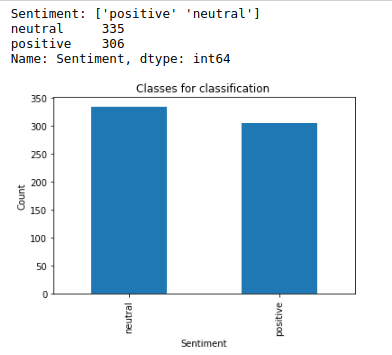 Sentiment: ['positive' 'neutral']
neutral     335
positive    306
Name: Sentiment, dtype: int64
Classes for classification
350
300
250
200
150
100
50
0
Count
neutral
positive
Sentiment